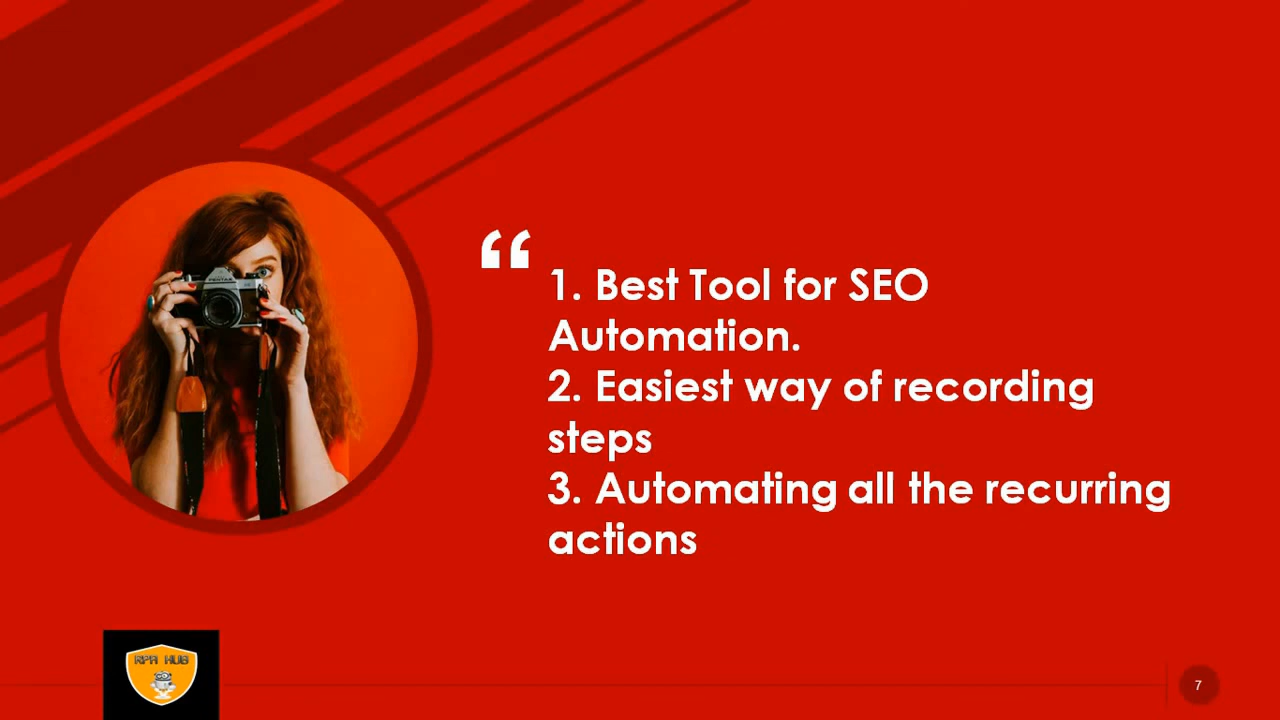 “
1. Best Tool for SEO
Automation.
2. Easiest way of recording
steps
3. Automating all the recurring
actions
PENTAX
RPA HUB
7